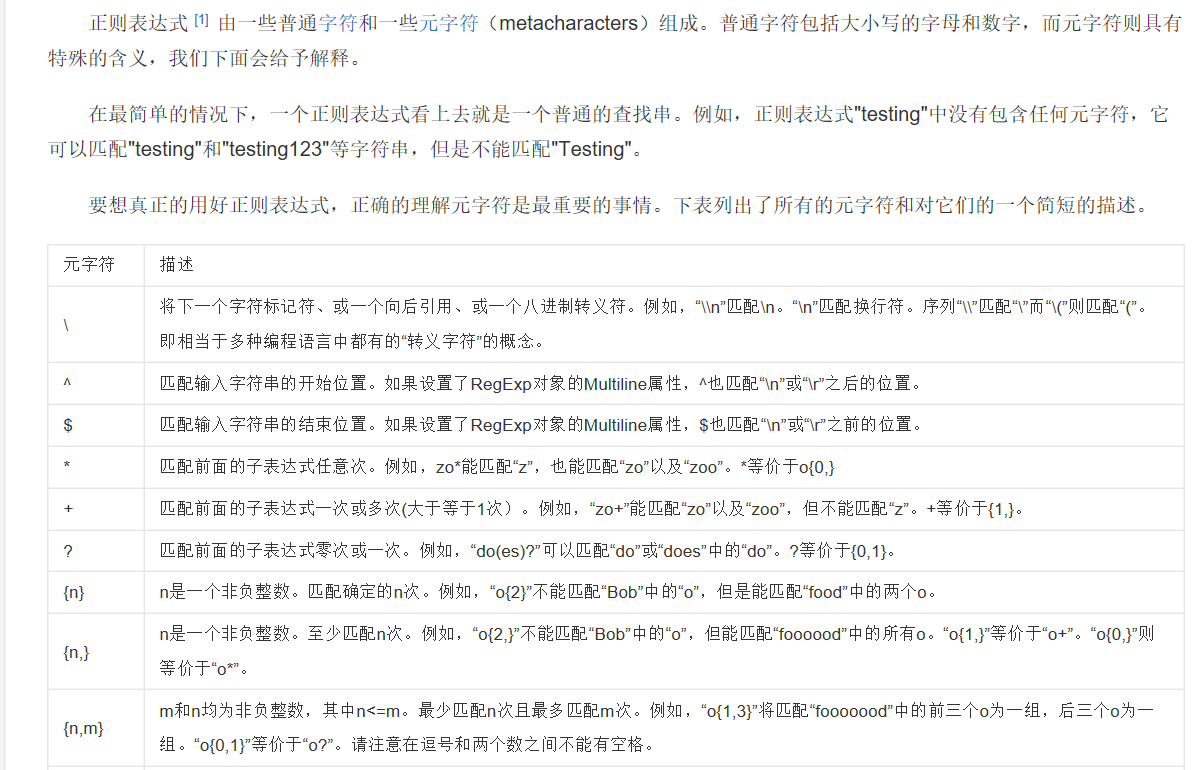 正则表达式 [1] 由一些普通字符和一些元字符（metacharacters）组成。普通字符包括大小写的字母和数字，而元字符则具有
特殊的含义，我们下面会给予解释。
在最简单的情况下，一个正则表达式看上去就是一个普通的查找串。例如，正则表达式"testing"中没有包含任何元字符，它
可以匹配"testing"和"testing123"等字符串，但是不能匹配"Testing"。
要想真正的用好正则表达式，正确的理解元字符是最重要的事情。下表列出了所有的元字符和对它们的一个简短的描述。
元字符 描述
\ 将下一个字符标记符、或一个向后引用、或一个八进制转义符。例如，“\\n”匹配\n。“\n”匹配换行符。序列“\\”匹配“\”而“\(”则匹配“(”。
即相当于多种编程语言中都有的“转义字符”的概念。
^ 匹配输入字符串的开始位置。如果设置了RegExp对象的Multiline属性，^也匹配“\n”或“\r”之后的位置。
$ 匹配输入字符串的结束位置。如果设置了RegExp对象的Multiline属性，$也匹配“\n”或“\r”之前的位置。
* 匹配前面的子表达式任意次。例如，zo*能匹配“z”，也能匹配“zo”以及“zoo”。*等价于o{0,}
+ 匹配前面的子表达式一次或多次(大于等于1次）。例如，“zo+”能匹配“zo”以及“zoo”，但不能匹配“z”。+等价于{1,}。
? 匹配前面的子表达式零次或一次。例如，“do(es)?”可以匹配“do”或“does”中的“do”。?等价于{0,1}。
{n} n是一个非负整数。匹配确定的n次。例如，“o{2}”不能匹配“Bob”中的“o”，但是能匹配“food”中的两个o。
{n,} n是一个非负整数。至少匹配n次。例如，“o{2,}”不能匹配“Bob”中的“o”，但能匹配“foooood”中的所有o。“o{1,}”等价于“o+”。“o{0,}”则
等价于“o*”。
{n,m} m和n均为非负整数，其中n<=m。最少匹配n次且最多匹配m次。例如，“o{1,3}”将匹配“fooooood”中的前三个o为一组，后三个o为一
组。“o{0,1}”等价于“o?”。请注意在逗号和两个数之间不能有空格。